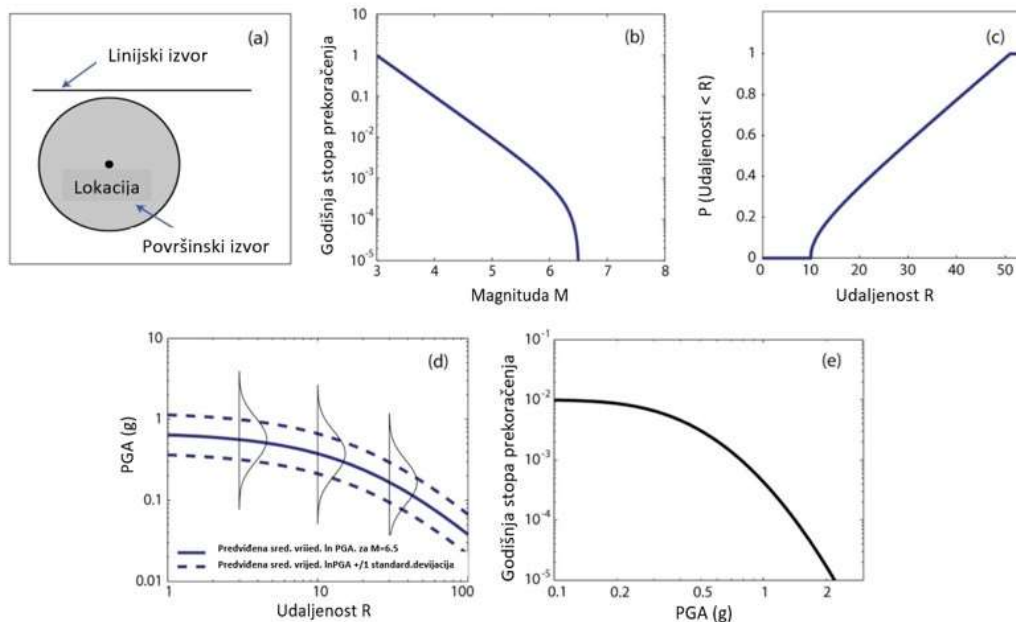 (a)
Linijski izvor
Lokacija
Površinski izvor
(b)
Godišnja stopa prekoračenja
1
10-1
10-2
10-3
10-4
10-5
3 4 5 6 7 8
Magnituda M
(c)
P (Udaljenosti < R)
1
0.8
0.6
0.4
0.2
0
0 10 20 30 40 50
Udaljenost R
(d)
PGA (g)
10
1
0.1
0.01
Predviđena sred. vriied. ln PGA. za M=6.5
Predviđena sred. vrijed. lnPGA +/1 standard.devijacija
1 10 100
Udaljenost R
(e)
Godišnja stopa prekoračenja
10-1
10-2
10-3
10-4
10-5
0.1 0.2 0.5 1 2
PGA (g)